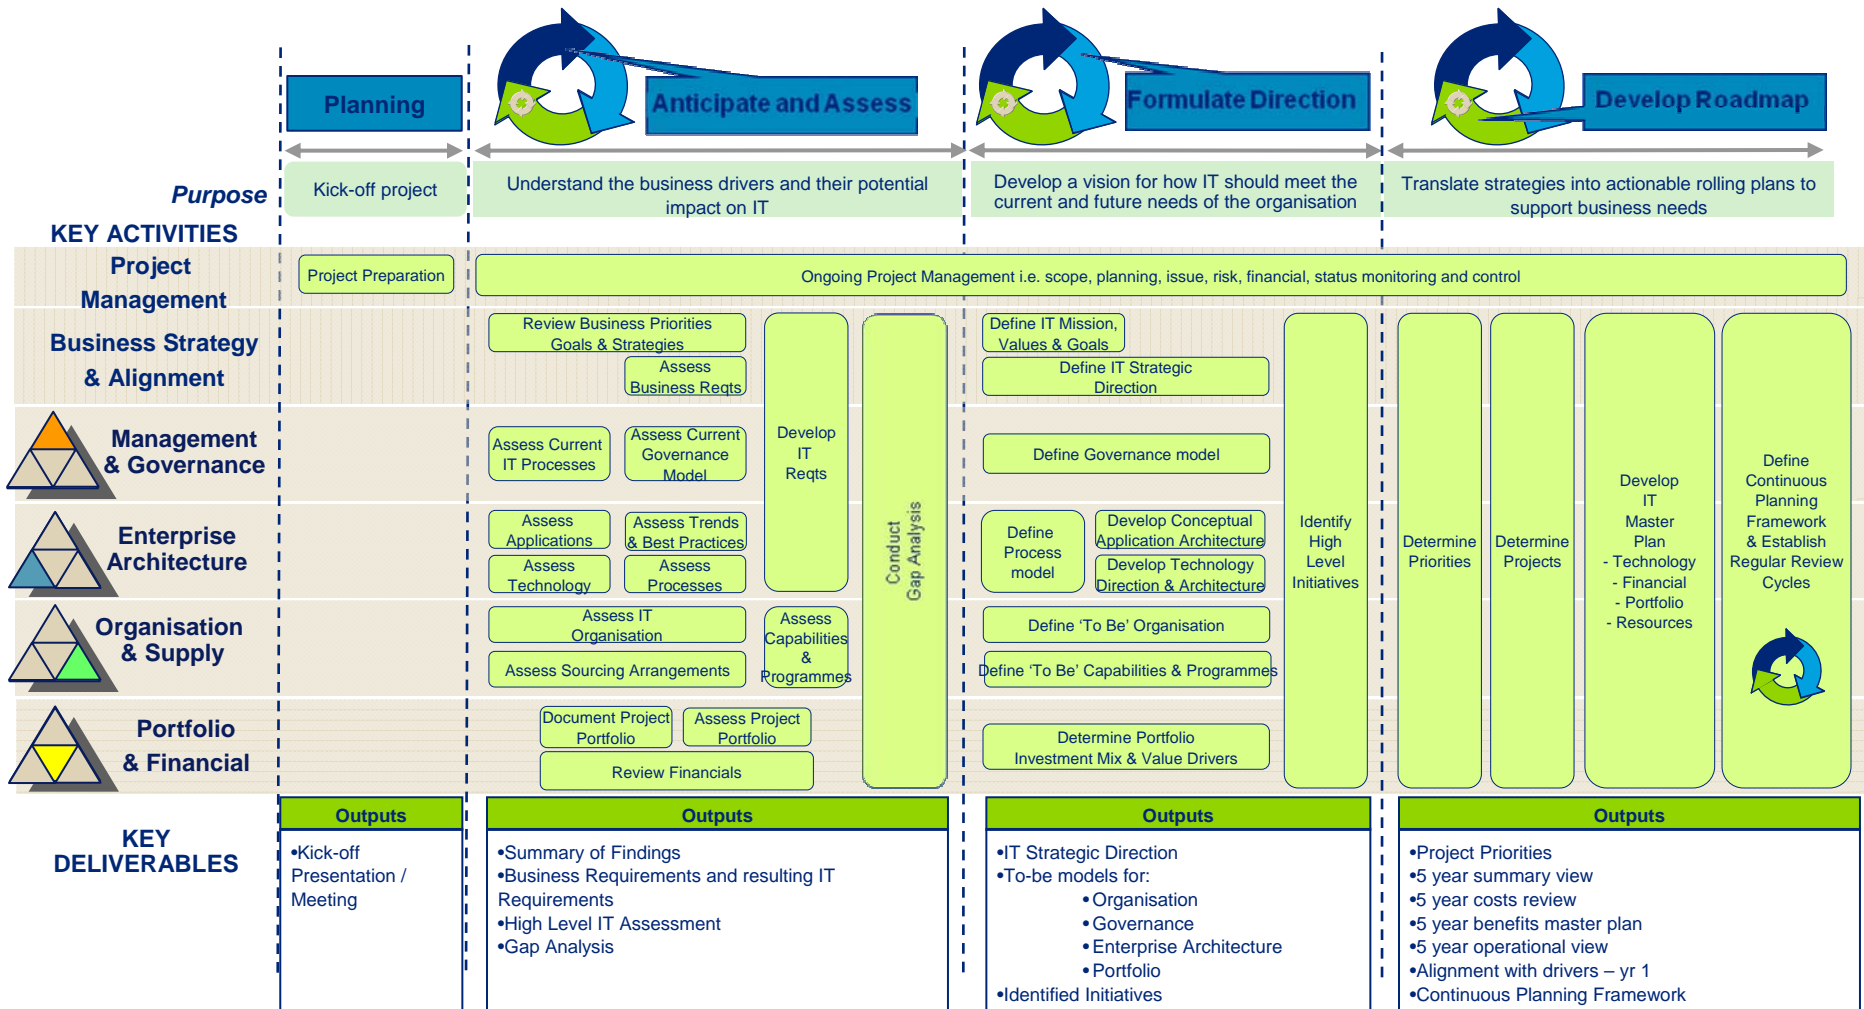 Planning
Anticipate and Assess
Formulate Direction
Develop Roadmap
Purpose
Kick-off project
Understand the business drivers and their potential
impact on IT
Develop a vision for how IT should meet the
current and future needs of the organisation
Translate strategies into actionable rolling plans to
support business needs
KEY ACTIVITIES
Project
Management
Project Preparation
Ongoing Project Management i.e. scope, planning, issue, risk, financial, status monitoring and control
Business Strategy
& Alignment
Review Business Priorities
Goals & Strategies
Assess
Business Reqts
Develop
IT
Reqts
Conduct
Gap Analysis
Define IT Mission,
Values & Goals
Define IT Strategic
Direction
Identify
High
Level
Initiatives
Determine
Priorities
Determine
Projects
Develop
IT
Master
Plan
- Technology
- Financial
- Portfolio
- Resources
Define
Continuous
Planning
Framework
& Establish
Regular Review
Cycles
Management
& Governance
Assess Current
IT Processes
Assess Current
Governance
Model
Define Governance model
Enterprise
Architecture
Assess
Applications
Assess Trends
& Best Practices
Assess
Technology
Assess
Processes
Define
Process
model
Develop Conceptual
Application Architecture
Develop Technology
Direction & Architecture
Organisation
& Supply
Assess IT
Organisation
Assess Sourcing Arrangements
Assess
Capabilities
&
Programmes
Define ‘To Be’ Organisation
Define ‘To Be’ Capabilities & Programmes
Portfolio
& Financial
Document Project
Portfolio
Assess Project
Portfolio
Review Financials
Determine Portfolio
Investment Mix & Value Drivers
KEY
DELIVERABLES
Outputs
•Kick-off
Presentation /
Meeting
Outputs
•Summary of Findings
•Business Requirements and resulting IT
Requirements
•High Level IT Assessment
•Gap Analysis
Outputs
•IT Strategic Direction
•To-be models for:
•Organisation
•Governance
•Enterprise Architecture
•Portfolio
•Identified Initiatives
Outputs
•Project Priorities
•5 year summary view
•5 year costs review
•5 year benefits master plan
•5 year operational view
•Alignment with drivers – yr 1
•Continuous Planning Framework